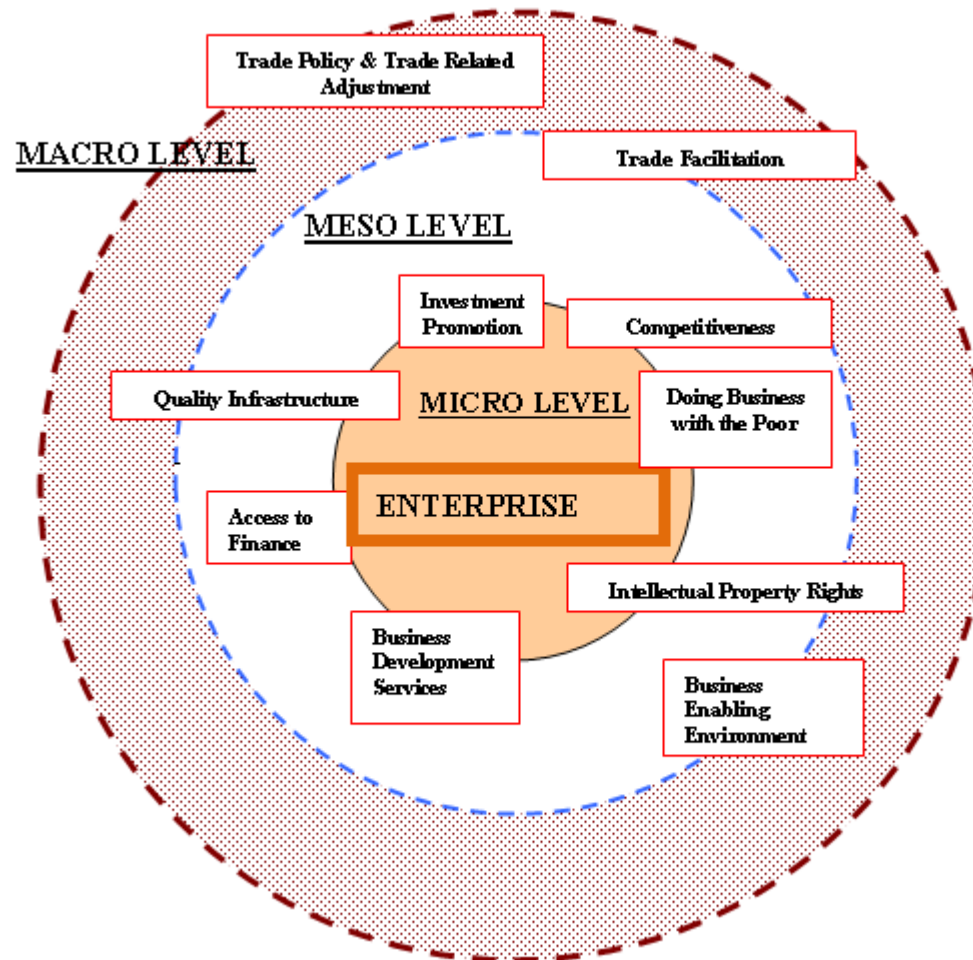 Trade Policy & Trade Related
Adjustment
MACRO LEVEL
Trade Facilitation
MESO LEVEL
Investment
Promotion
Competitiveness
Quality Infrastructure
MICRO LEVEL
Doing Business
with the Poor
ENTERPRISE
Access to
Finance
Intellectual Property Rights
Business
Development
Services
Business
Enabling
Environment